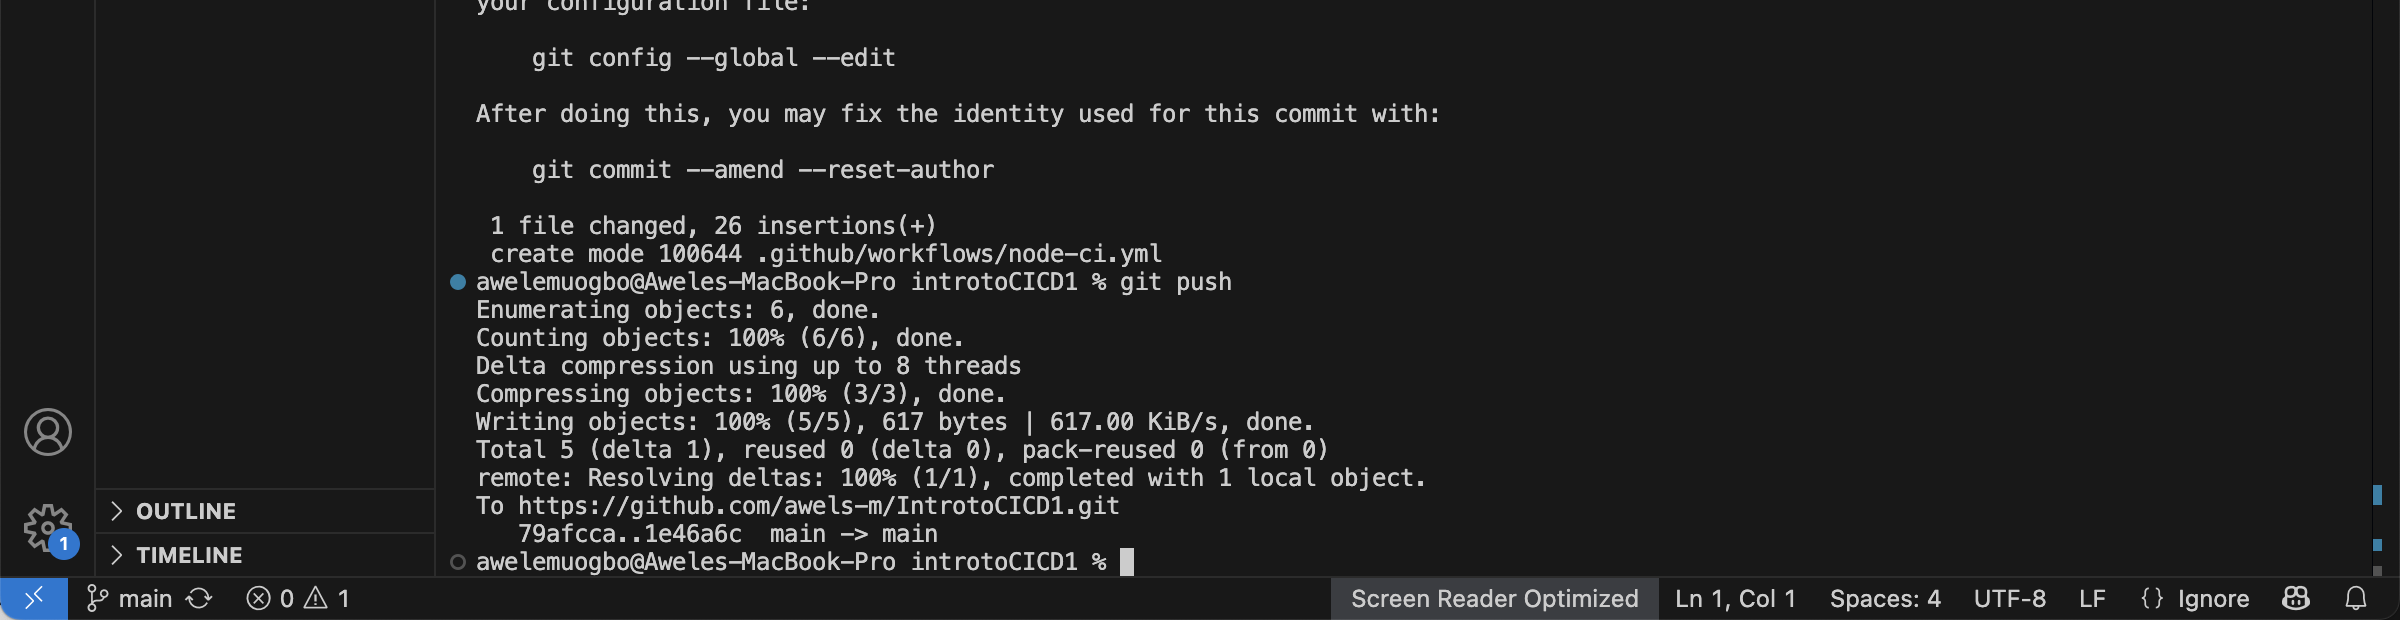 your configuration file:
git config --global --edit
After doing this, you may fix the identity used for this commit with:
git commit --amend --reset-author
1 file changed, 26 insertions(+)
create mode 100644 .github/workflows/node-ci.yml
awelemuogbo@Aweles-MacBook-Pro introtoCICD1 % git push
Enumerating objects: 6, done.
Counting objects: 100% (6/6), done.
Delta compression using up to 8 threads
Compressing objects: 100% (3/3), done.
Writing objects: 100% (5/5), 617 bytes | 617.00 KiB/s, done.
Total 5 (delta 1), reused 0 (delta 0), pack-reused 0 (from 0)
remote: Resolving deltas: 100% (1/1), completed with 1 local object.
To https://github.com/awels-m/IntrotoCICD1.git
79afcca..1e46a6c  main -> main
awelemuogbo@Aweles-MacBook-Pro introtoCICD1 %
OUTLINE
1
TIMELINE
main 0 1 Screen Reader Optimized Ln 1, Col 1 Spaces: 4 UTF-8 LF {} Ignore